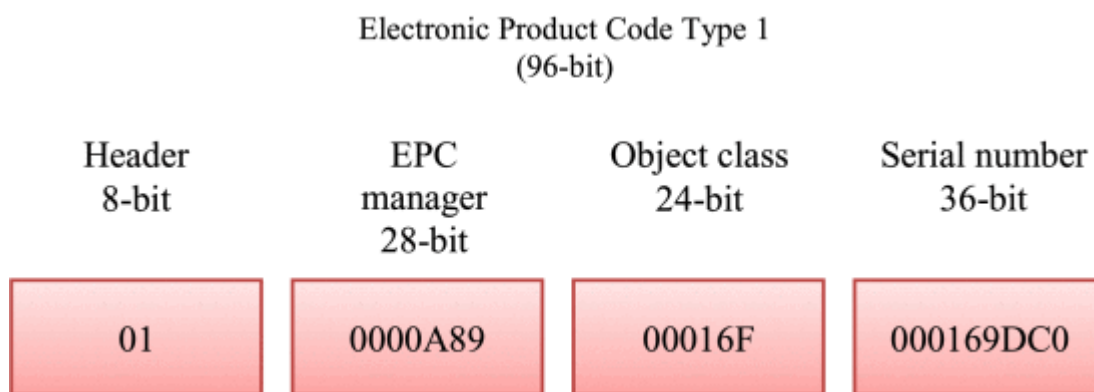 Electronic Product Code Type 1
(96-bit)
Header
8-bit
EPC
manager
28-bit
Object class
24-bit
Serial number
36-bit
01
0000A89
00016F
000169DC0